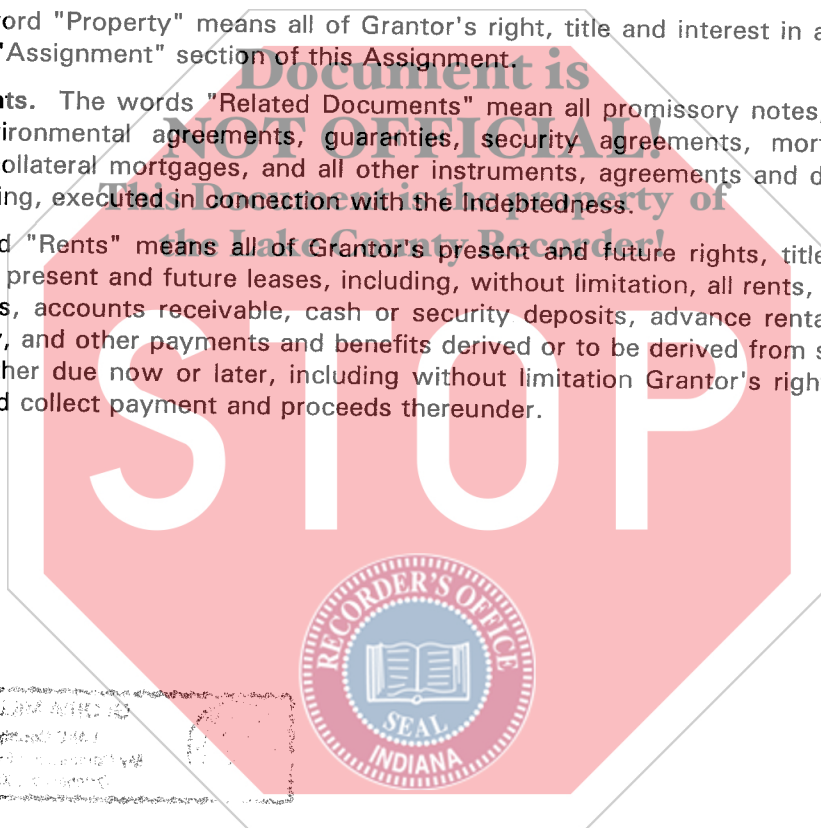 ord "Property" means all of Grantor's right, title and interest in a
"Assignment" section of this Assignment.
Document is
nts. The words "Related Documents" mean all promissory notes,
NOT OFFICIAL!
vironmental agreements, guaranties, security agreements, mor
ollateral mortgages, and all other instruments, agreements and d
This Document is the property of
ing, executed in connection with the Indebtedness.
the Lake County Recorder!
d "Rents" means all of Grantor's present and future rights, title
present and future leases, including, without limitation, all rents,
s, accounts receivable, cash or security deposits, advance renta
, and other payments and benefits derived or to be derived from s
her due now or later, including without limitation Grantor's righ
d collect payment and proceeds thereunder.
STOP
RECORDER'S OFFICE
SEAL
INDIANA